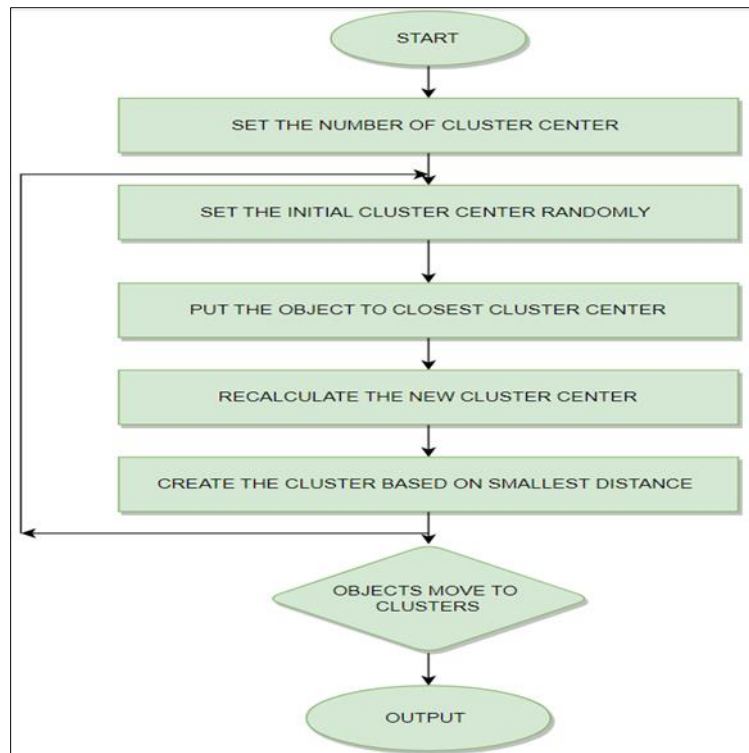 START
SET THE NUMBER OF CLUSTER CENTER
SET THE INITIAL CLUSTER CENTER RANDOMLY
PUT THE OBJECT TO CLOSEST CLUSTER CENTER
RECALCULATE THE NEW CLUSTER CENTER
CREATE THE CLUSTER BASED ON SMALLEST DISTANCE
OBJECTS MOVE TO
CLUSTERS
OUTPUT